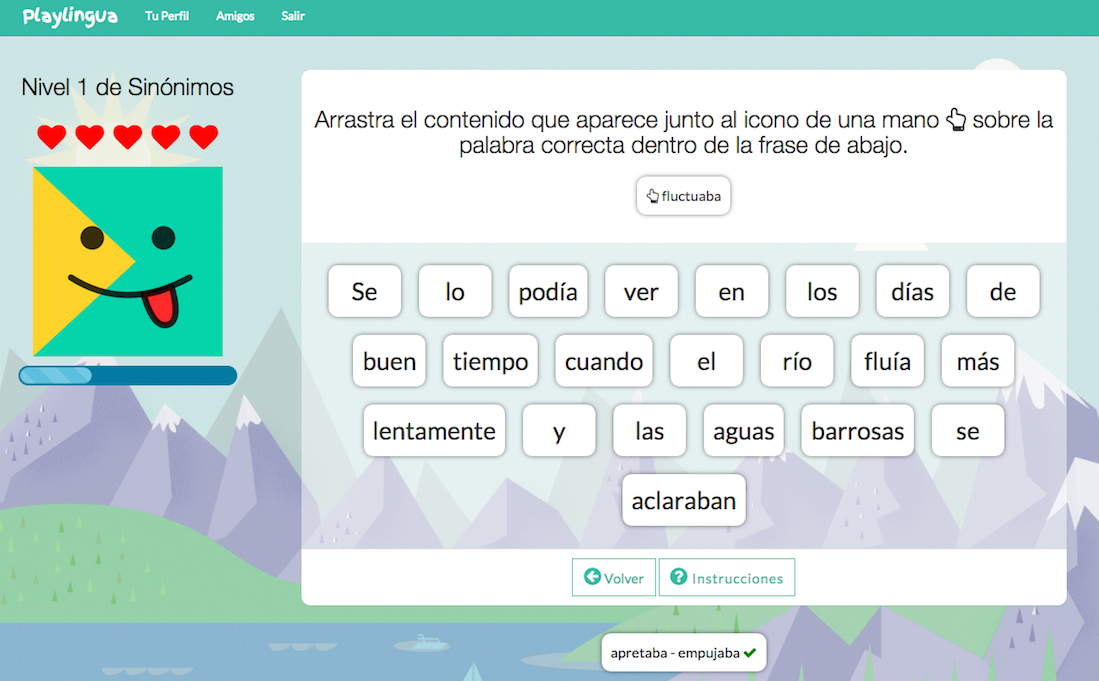 Playlingua Tu Perfil Amigos Salir
Nivel 1 de Sinónimos
Arrastra el contenido que aparece junto al icono de una mano sobre la
palabra correcta dentro de la frase de abajo.
fluctuaba
Se lo podía ver en los días de
buen tiempo cuando el río fluía más
lentamente y las aguas barrosas se
aclaraban
Volver Instrucciones
apretaba - empujaba